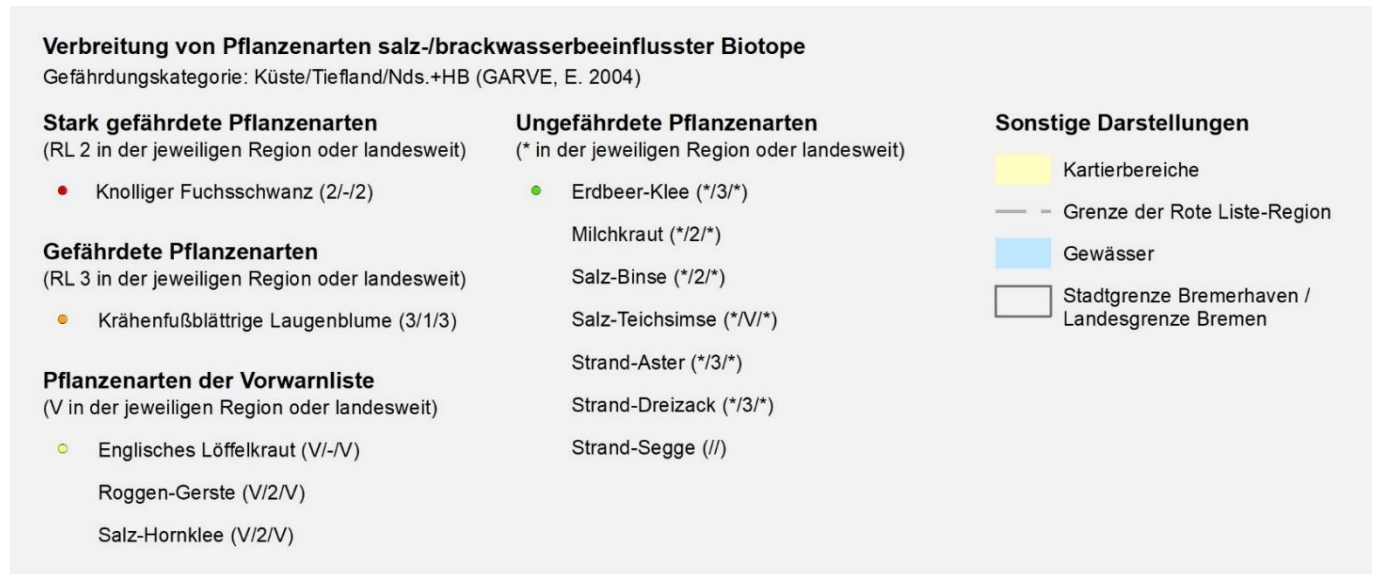 Verbreitung von Pflanzenarten salz-/brackwasserbeeinflusster Biotope
Gefährdungskategorie: Küste/Tiefland/Nds.+HB (GARVE, E. 2004)
Stark gefährdete Pflanzenarten
(RL 2 in der jeweiligen Region oder landesweit)
Knolliger Fuchsschwanz (2/-/2)
Gefährdete Pflanzenarten
(RL 3 in der jeweiligen Region oder landesweit)
Krähenfußblättrige Laugenblume (3/1/3)
Pflanzenarten der Vorwarnliste
(V in der jeweiligen Region oder landesweit)
Englisches Löffelkraut (V/-/V)
Roggen-Gerste (V/2/V)
Salz-Hornklee (V/2/V)
Ungefährdete Pflanzenarten
(* in der jeweiligen Region oder landesweit)
Erdbeer-Klee (*/3/*)
Milchkraut (*/2/*)
Salz-Binse (*/2/*)
Salz-Teichsimse (*/V/*)
Strand-Aster (*/3/*)
Strand-Dreizack (*/3/*)
Strand-Segge (//)
Sonstige Darstellungen
Kartierbereiche
Grenze der Rote Liste-Region
Gewässer
Stadtgrenze Bremerhaven /
Landesgrenze Bremen